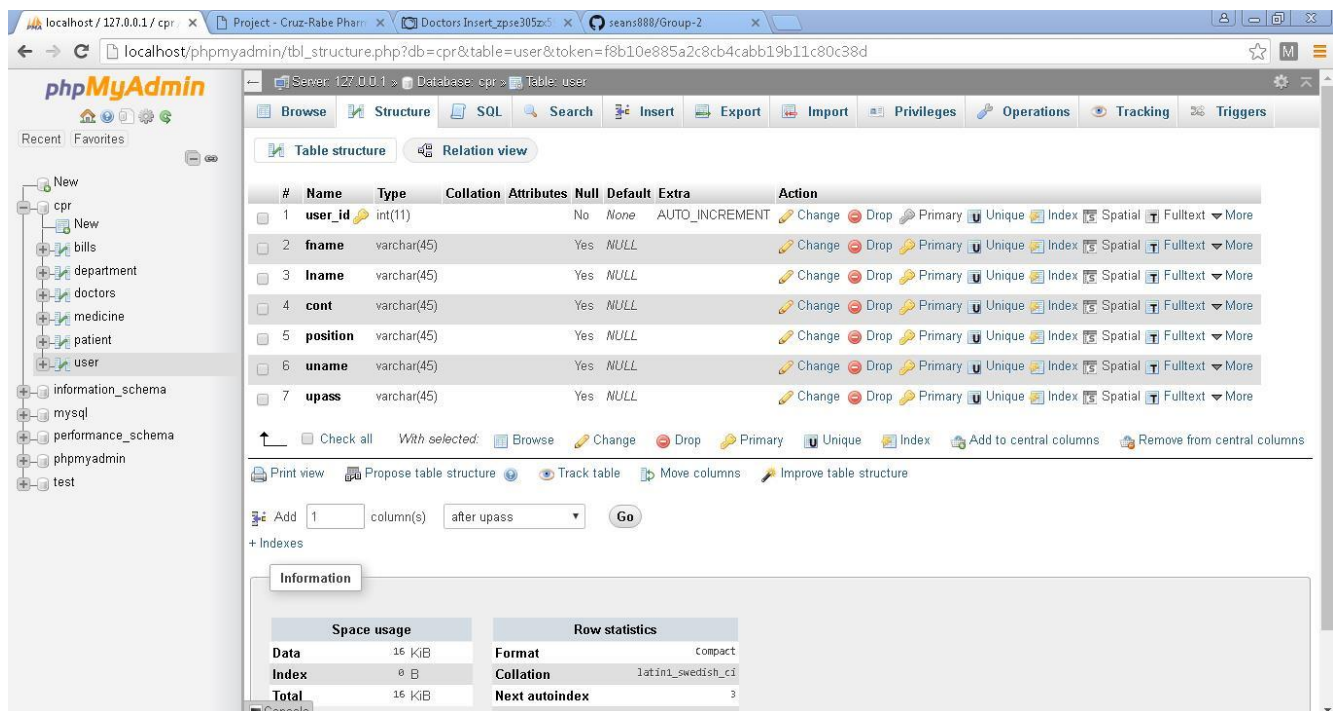 localhost / 127.0.0.1 / cpr
Project - Cruz-Rabe Pharm
Doctors Insert_zpse305zx5
seans888/Group-2
localhost/phpmyadmin/tbl_structure.php?db=cpr&table=user&token=f8b10e885a2c8cb4cabb19b11c80c38d
phpMyAdmin
Recent Favorites
New
cpr
New
bills
department
doctors
medicine
patient
user
information_schema
mysql
performance_schema
phpmyadmin
test
Server: 127.0.0.1 » Database: cpr » Table: user
Browse Structure SQL Search Insert Export Import Privileges Operations Tracking Triggers
Table structure Relation view
# Name Type Collation Attributes Null Default Extra Action
1 user_id int(11) No None AUTO_INCREMENT Change Drop Primary Unique Index Spatial Fulltext More
2 fname varchar(45) Yes NULL Change Drop Primary Unique Index Spatial Fulltext More
3 lname varchar(45) Yes NULL Change Drop Primary Unique Index Spatial Fulltext More
4 cont varchar(45) Yes NULL Change Drop Primary Unique Index Spatial Fulltext More
5 position varchar(45) Yes NULL Change Drop Primary Unique Index Spatial Fulltext More
6 uname varchar(45) Yes NULL Change Drop Primary Unique Index Spatial Fulltext More
7 upass varchar(45) Yes NULL Change Drop Primary Unique Index Spatial Fulltext More
Check all With selected: Browse Change Drop Primary Unique Index Add to central columns Remove from central columns
Print view Propose table structure Track table Move columns Improve table structure
Add 1 column(s) after upass Go
+ Indexes
Information
Space usage
Data 16 KiB
Index 0 B
Total 16 KiB
Row statistics
Format Compact
Collation latin1_swedish_ci
Next autoindex 3
Console